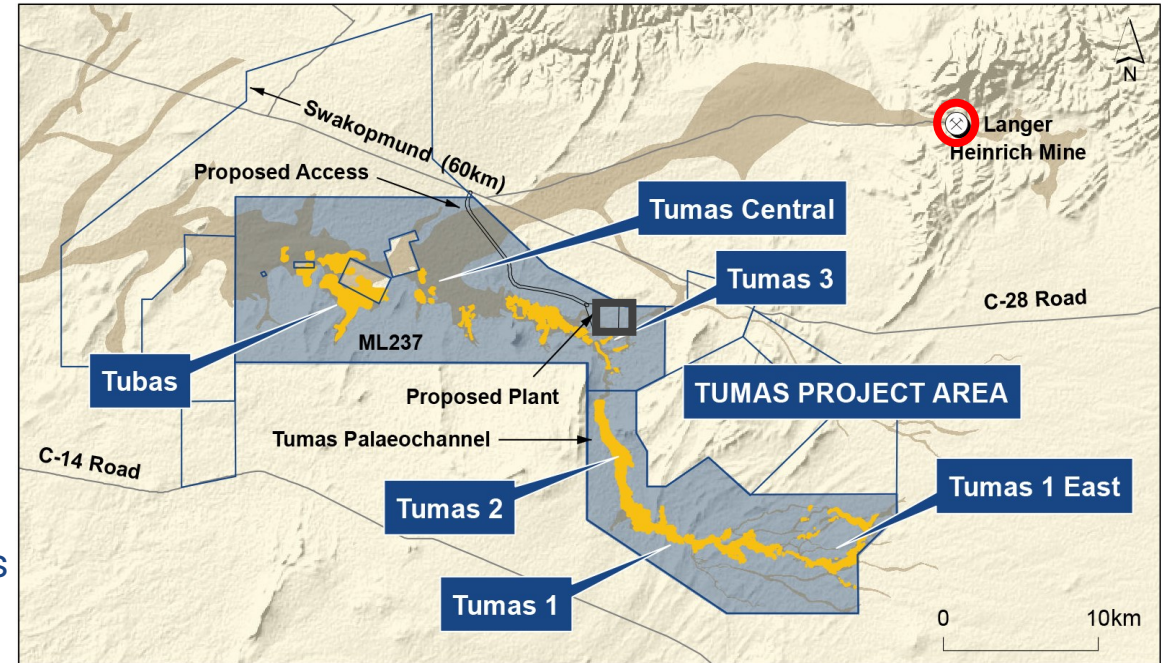 N
Langer
Heinrich Mine
Swakopmund (60km)
Proposed Access
Tumas Central
Tumas 3
C-28 Road
ML237
Tubas
Proposed Plant
TUMAS PROJECT AREA
Tumas Palaeochannel
C-14 Road
Tumas 2
Tumas 1 East
Tumas 1
s
0
10km